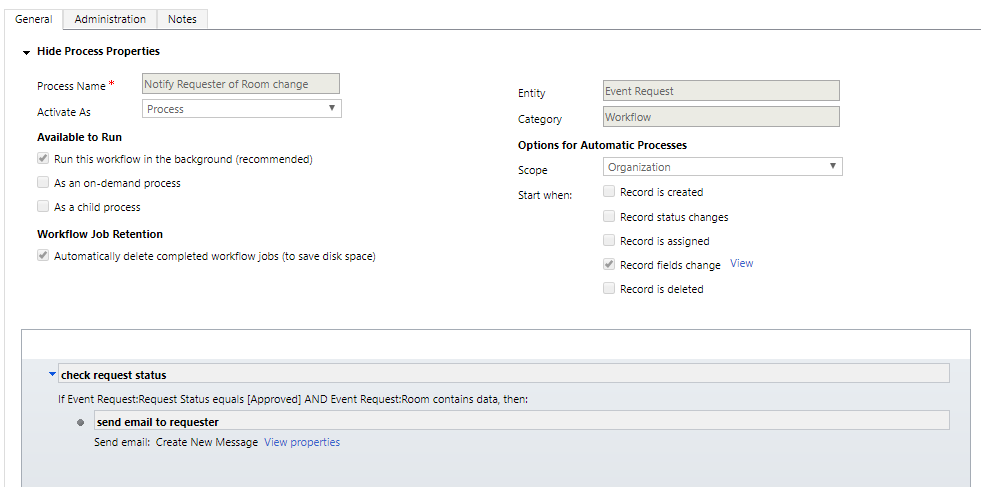 General Administration Notes
Hide Process Properties
Process Name * Notify Requester of Room change
Activate As Process
Available to Run
Run this workflow in the background (recommended)
As an on-demand process
As a child process
Workflow Job Retention
Automatically delete completed workflow jobs (to save disk space)
Entity Event Request
Category Workflow
Options for Automatic Processes
Scope Organization
Start when: Record is created
Record status changes
Record is assigned
Record fields change View
Record is deleted
check request status
If Event Request:Request Status equals [Approved] AND Event Request:Room contains data, then:
send email to requester
Send email: Create New Message View properties